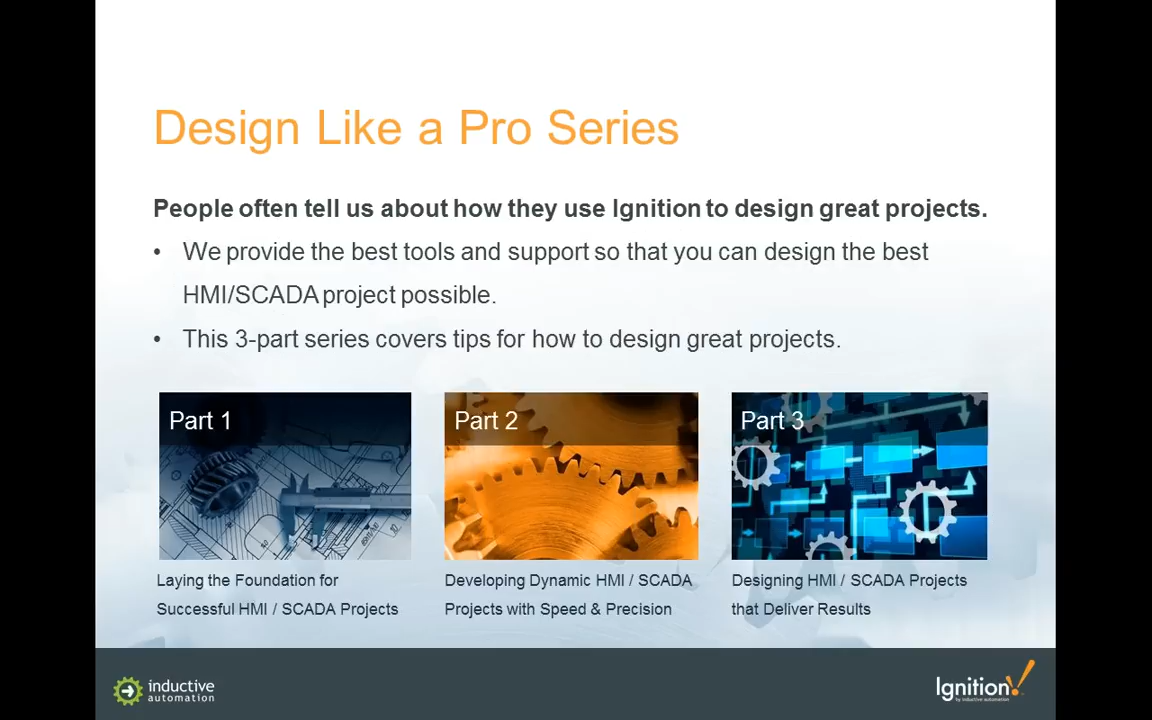 Design Like a Pro Series
People often tell us about how they use Ignition to design great projects.
• We provide the best tools and support so that you can design the best
HMI/SCADA project possible.
• This 3-part series covers tips for how to design great projects.
Part 1
Part 2
Part 3
Laying the Foundation for
Successful HMI / SCADA Projects
Developing Dynamic HMI / SCADA
Projects with Speed & Precision
Designing HMI / SCADA Projects
that Deliver Results
inductive
automation
Ignition!
by inductive automation